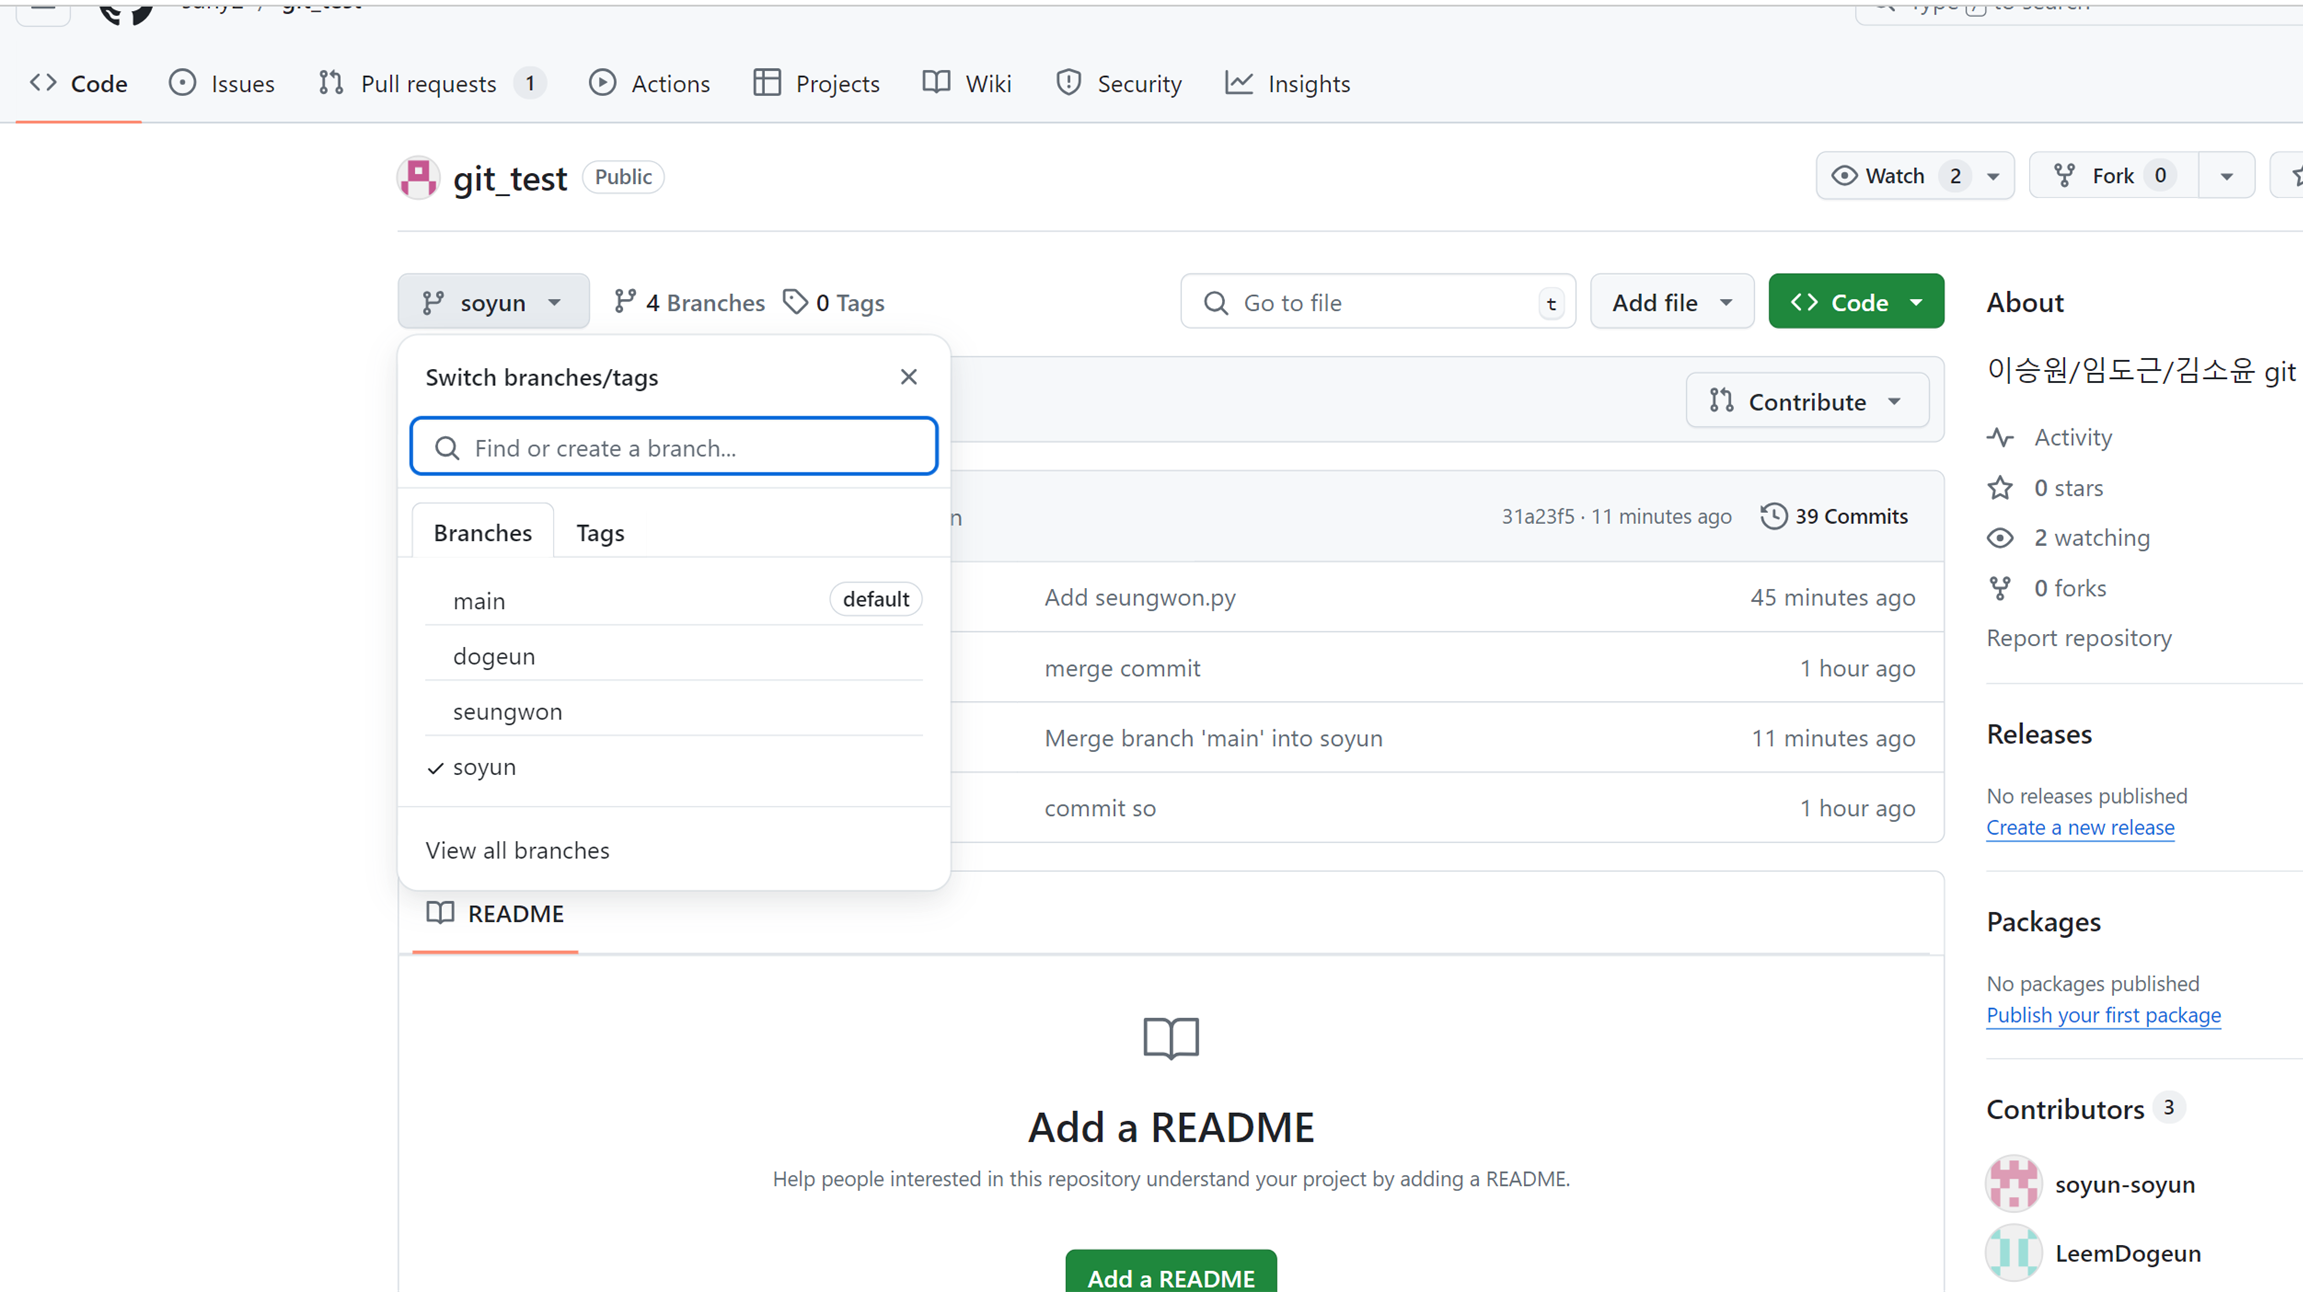 git_test
to search
Code
Issues
Pull requests 1
Actions
Projects
Wiki
Security
Insights
git_test Public
Watch 2
Fork 0
soyun
4 Branches
0 Tags
Go to file t
Add file
Code
About
이승원/임도근/김소윤 git
Switch branches/tags
Contribute
Find or create a branch...
Activity
0 stars
2 watching
0 forks
Report repository
Branches
Tags
n
31a23f5 · 11 minutes ago
39 Commits
main default
dogeun
seungwon
soyun
View all branches
Add seungwon.py 45 minutes ago
merge commit 1 hour ago
Merge branch 'main' into soyun 11 minutes ago
commit so 1 hour ago
Releases
No releases published
Create a new release
README
Packages
No packages published
Publish your first package
Add a README
Help people interested in this repository understand your project by adding a README.
Add a README
Contributors 3
soyun-soyun
LeemDogeun